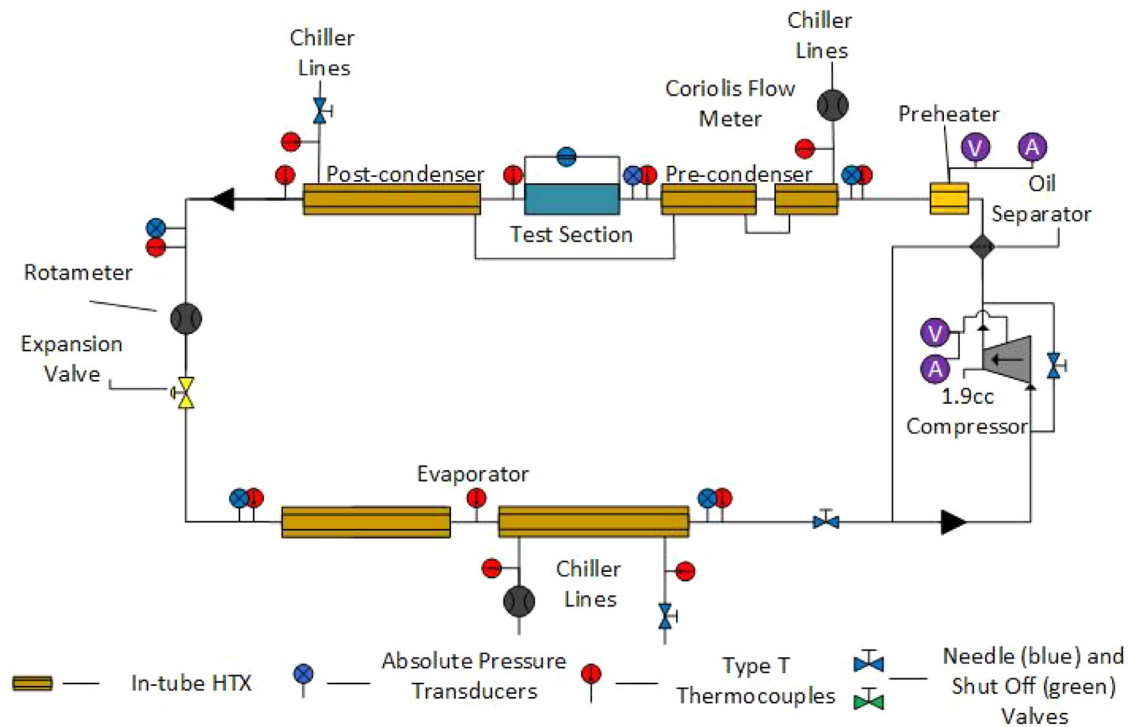 Chiller
Lines
Chiller
Lines
Coriolis Flow
Meter
Preheater
V
A
Oil
Separator
Post-condenser
Pre-condenser
Test Section
Rotameter
Expansion
Valve
V
A
1.9cc
Compressor
Evaporator
Chiller
Lines
In-tube HTX
Absolute Pressure
Transducers
Type T
Thermocouples
Needle (blue) and
Shut Off (green)
Valves